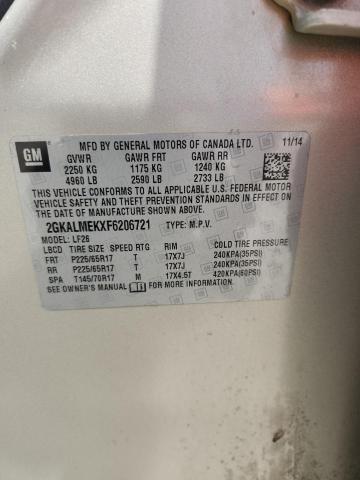 GM
MFD BY GENERAL MOTORS OF CANADA LTD. 11/14
GVWR GAWR FRT GAWR RR
2250 KG 1175 KG 1240 KG
4960 LB 2590 LB 2733 LB
THIS VEHICLE CONFORMS TO ALL APPLICABLE U.S. FEDERAL MOTOR
VEHICLE SAFETY AND THEFT PREVENTION STANDARDS IN EFFECT ON
THE DATE OF MANUFACTURE SHOWN ABOVE.
2GKALMEKXF6206721 TYPE: M.P.V.
MODEL: LF26
LBCD TIRE SIZE SPEED RTG RIM COLD TIRE PRESSURE
FRT P225/65R17 T 17X7J 240KPA(35PSI)
RR P225/65R17 T 17X7J 240KPA(35PSI)
SPA T145/70R17 M 17X4.5T 420KPA(60PSI)
SEE OWNER'S MANUAL FOR MORE INFORMATION.